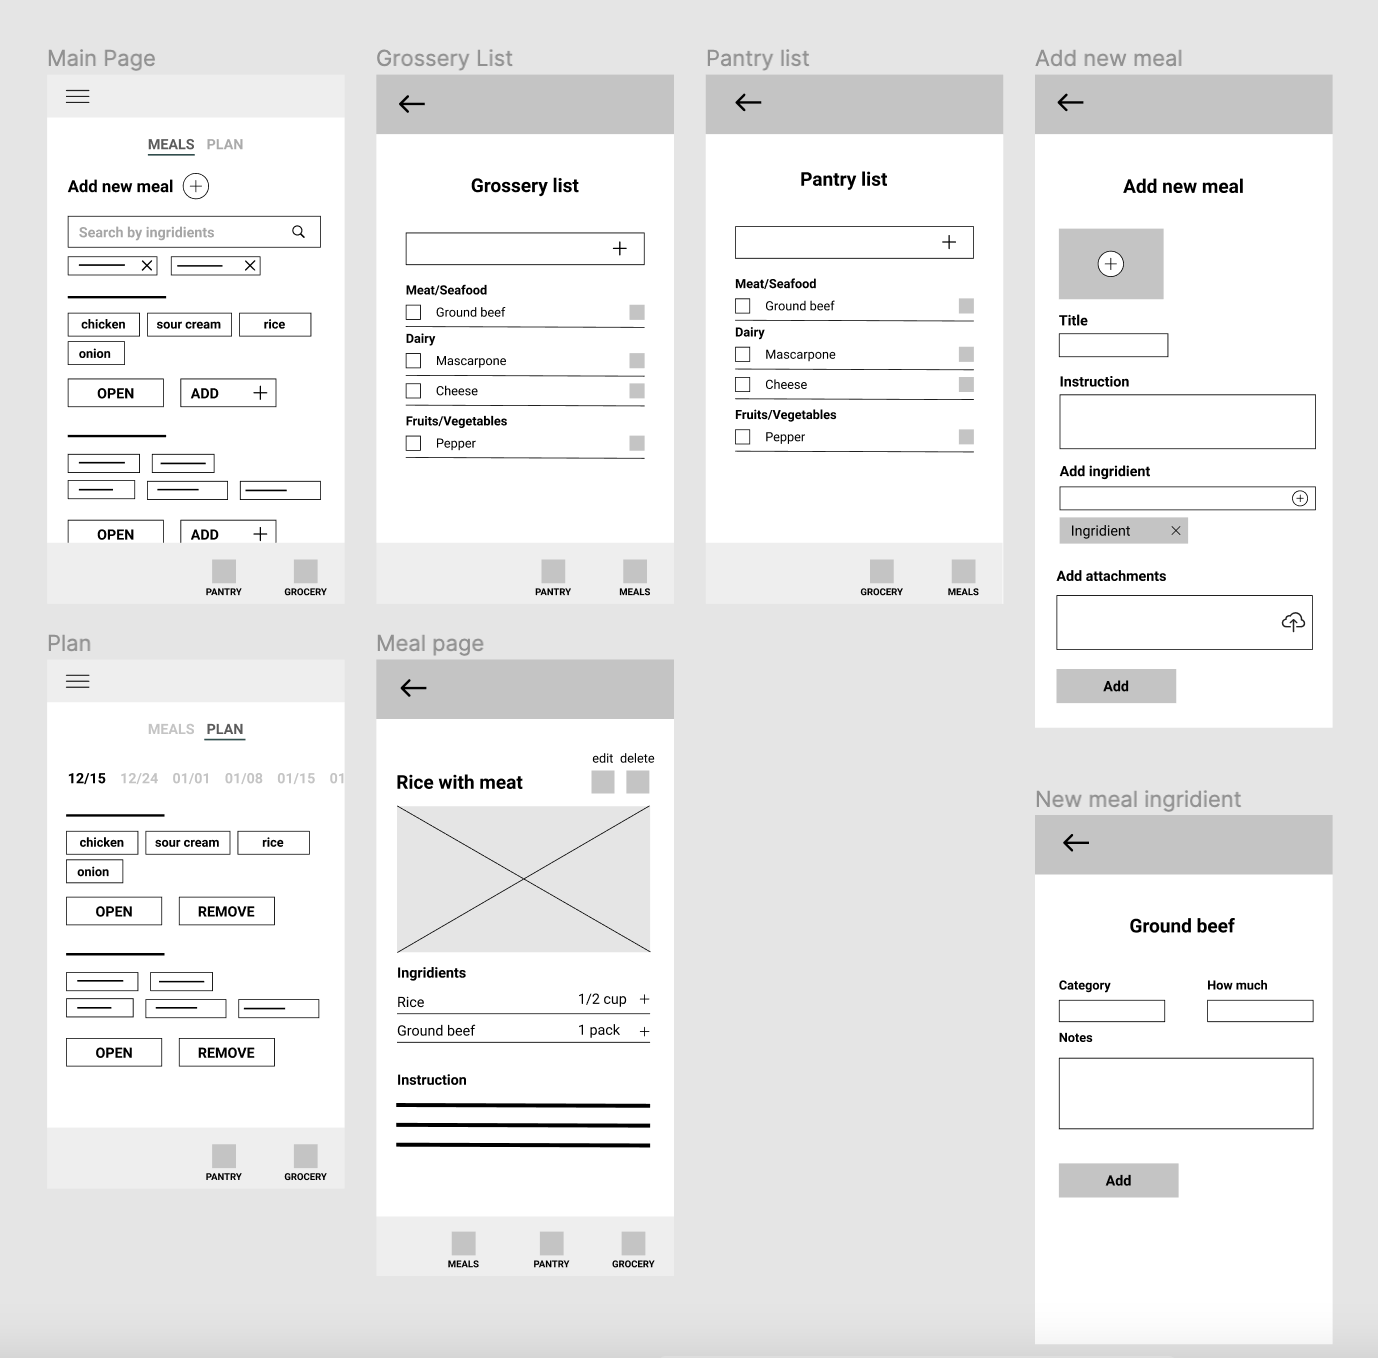 Main Page
MEALS PLAN
Add new meal
Search by ingridients
chicken sour cream rice
onion
OPEN ADD
OPEN ADD
PANTRY GROCERY
Grossery List
Grossery list
Meat/Seafood
Ground beef
Dairy
Mascarpone
Cheese
Fruits/Vegetables
Pepper
PANTRY MEALS
Pantry list
Pantry list
Meat/Seafood
Ground beef
Dairy
Mascarpone
Cheese
Fruits/Vegetables
Pepper
GROCERY MEALS
Add new meal
Add new meal
Title
Instruction
Add ingridient
Ingridient
Add attachments
Add
Plan
MEALS PLAN
12/15 12/24 01/01 01/08 01/15 01
chicken sour cream rice
onion
OPEN REMOVE
OPEN REMOVE
PANTRY GROCERY
Meal page
edit delete
Rice with meat
Ingridients
Rice 1/2 cup
Ground beef 1 pack
Instruction
MEALS PANTRY GROCERY
New meal ingridient
Ground beef
Category How much
Notes
Add